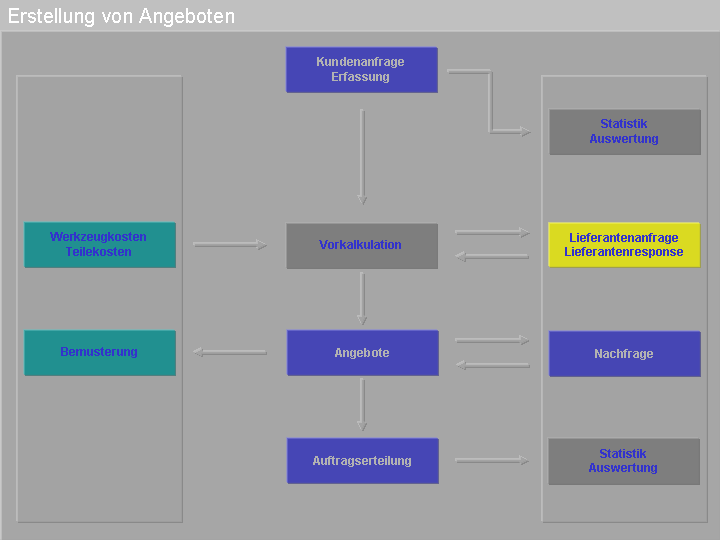 Erstellung von Angeboten
Kundenanfrage
Erfassung
Statistik
Auswertung
Werkzeugkosten
Teilekosten
Vorkalkulation
Lieferantenanfrage
Lieferantenresponse
Bemusterung
Angebote
Nachfrage
Auftragserteilung
Statistik
Auswertung